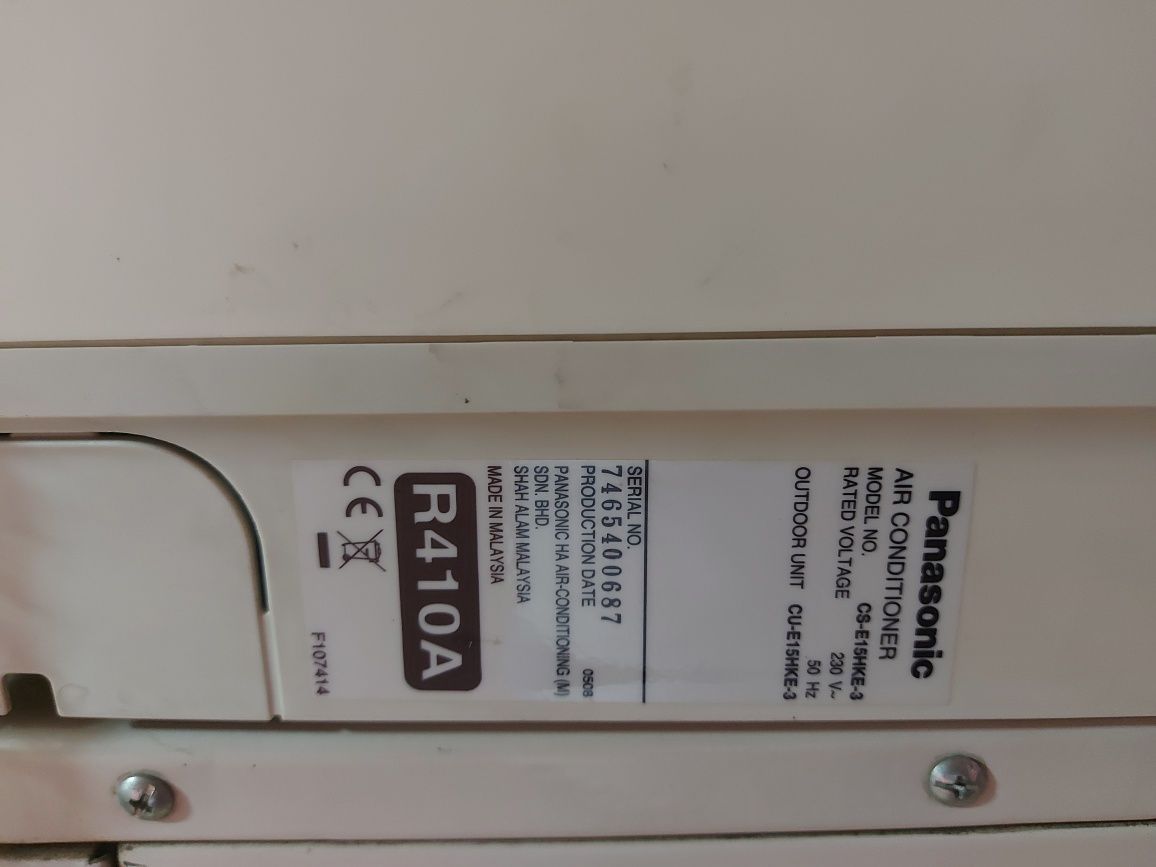 Panasonic
AIR CONDITIONER
MODEL NO. CS-E15HKE-3
RATED VOLTAGE 230 V~
50 Hz
OUTDOOR UNIT CU-E15HKE-3
SERIAL NO.
7465400687
PRODUCTION DATE 0508
PANASONIC HA AIR-CONDITIONING (M)
SDN. BHD.
SHAH ALAM MALAYSIA
MADE IN MALAYSIA
R410A
CE
F107414